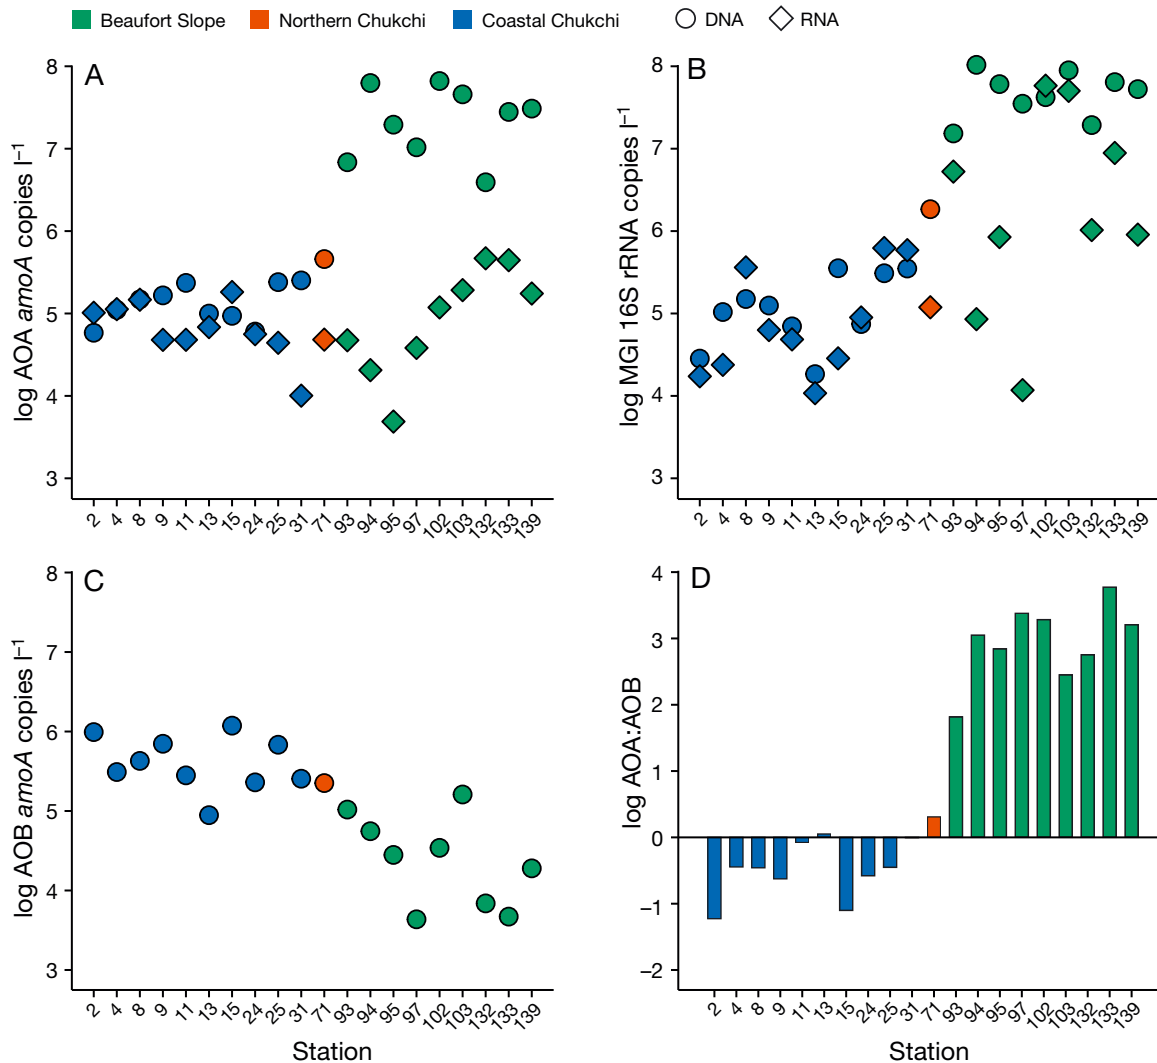 Beaufort Slope Northern Chukchi Coastal Chukchi DNA RNA
A
log AOA amoA copies l⁻¹
8
7
6
5
4
3
2 4 8 9 11 13 15 24 25 31 71 93 94 95 97 102 103 132 133 139
B
log MGI 16S rRNA copies l⁻¹
8
7
6
5
4
3
2 4 8 9 11 13 15 24 25 31 71 93 94 95 97 102 103 132 133 139
C
log AOB amoA copies l⁻¹
8
7
6
5
4
3
2 4 8 9 11 13 15 24 25 31 71 93 94 95 97 102 103 132 133 139
Station
D
log AOA:AOB
4
3
2
1
0
−1
−2
2 4 8 9 11 13 15 24 25 31 71 93 94 95 97 102 103 132 133 139
Station